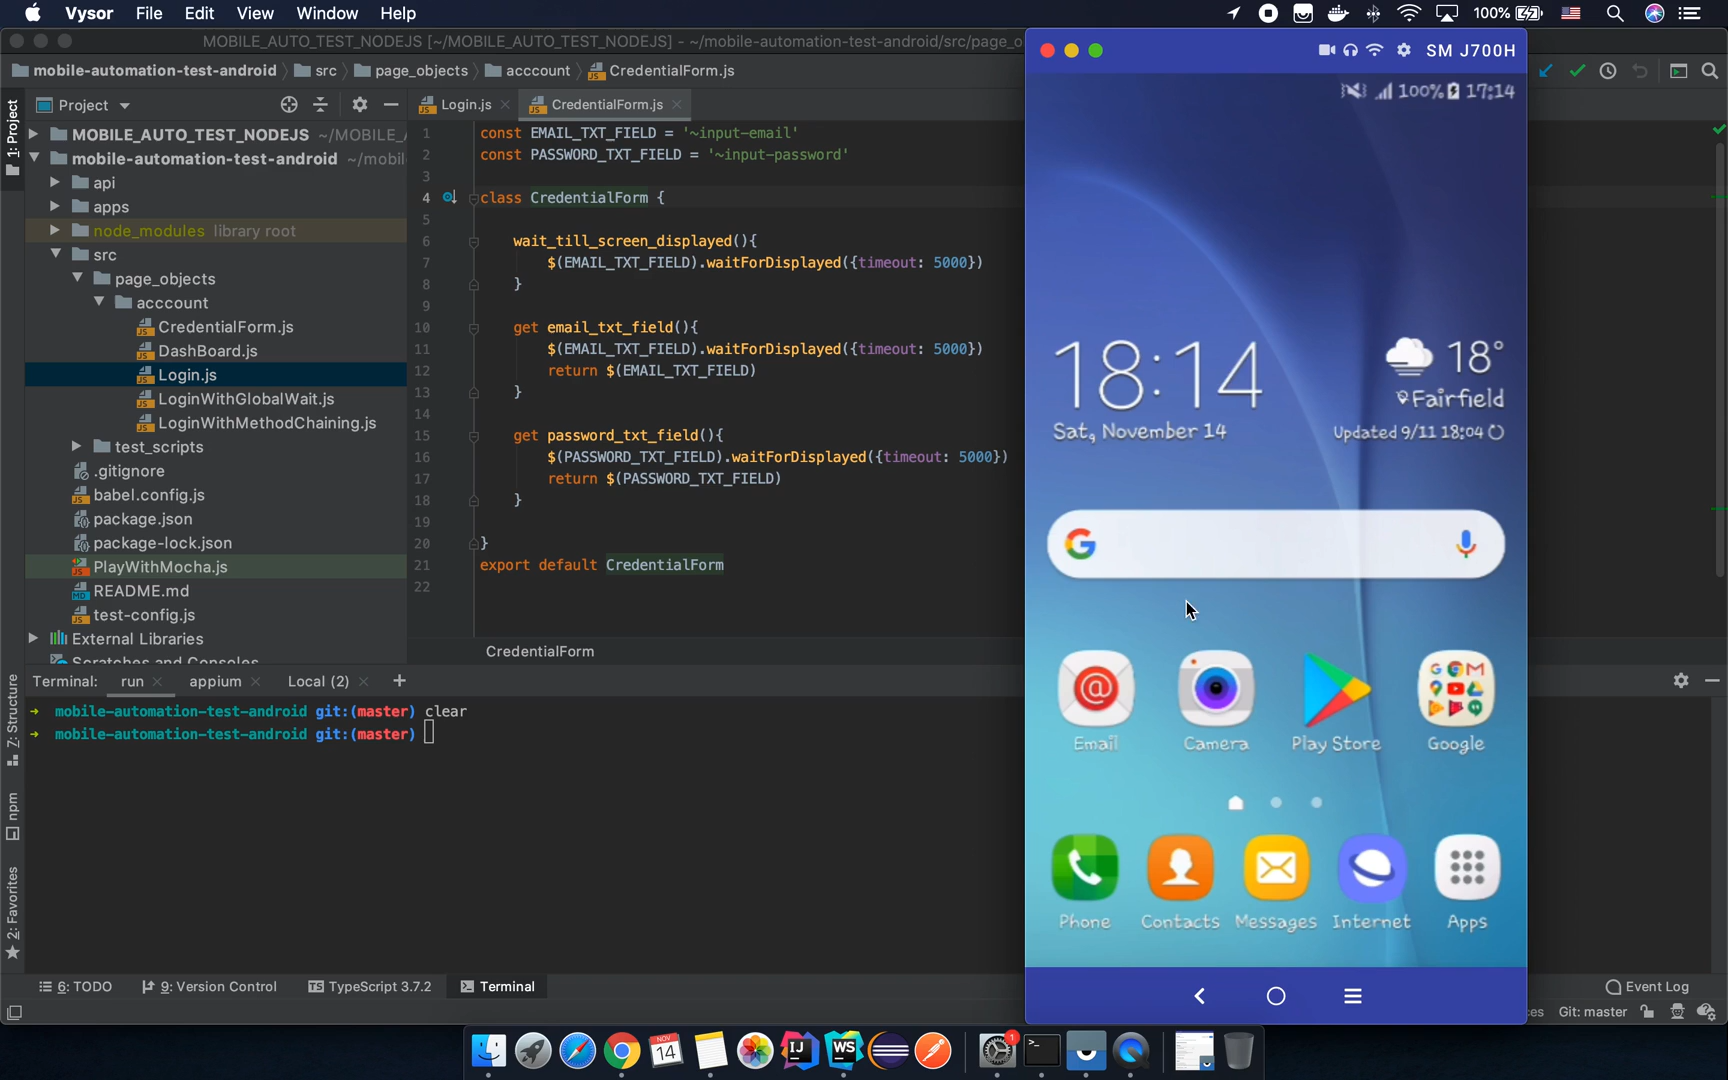 Vysor File Edit View Window Help
100%
MOBILE_AUTO_TEST_NODEJS [~/MOBILE_AUTO_TEST_NODEJS] - ~/mobile-automation-test-android/src/page_o
SM J700H
mobile-automation-test-android src page_objects acccount CredentialForm.js
100% 17:14
1: Project
Project
Login.js CredentialForm.js
MOBILE_AUTO_TEST_NODEJS ~/MOBILE_A
mobile-automation-test-android ~/mobil
api
apps
node_modules library root
src
page_objects
acccount
CredentialForm.js
DashBoard.js
Login.js
LoginWithGlobalWait.js
LoginWithMethodChaining.js
test_scripts
.gitignore
babel.config.js
package.json
package-lock.json
PlayWithMocha.js
README.md
test-config.js
External Libraries
Scratches and Consoles
1 const EMAIL_TXT_FIELD = '~input-email'
2 const PASSWORD_TXT_FIELD = '~input-password'
3
4 class CredentialForm {
5
6 wait_till_screen_displayed(){
7 $(EMAIL_TXT_FIELD).waitForDisplayed({timeout: 5000})
8 }
9
10 get email_txt_field(){
11 $(EMAIL_TXT_FIELD).waitForDisplayed({timeout: 5000})
12 return $(EMAIL_TXT_FIELD)
13 }
14
15 get password_txt_field(){
16 $(PASSWORD_TXT_FIELD).waitForDisplayed({timeout: 5000})
17 return $(PASSWORD_TXT_FIELD)
18 }
19
20 }
21 export default CredentialForm
22
CredentialForm
18:14
Sat, November 14
18°
Fairfield
Updated 9/11 18:04
Email Camera Play Store Google
Phone Contacts Messages Internet Apps
Terminal: run appium Local (2) +
mobile-automation-test-android git:(master) clear
mobile-automation-test-android git:(master)
Z: Structure
npm
2: Favorites
6: TODO 9: Version Control TypeScript 3.7.2 Terminal
Event Log
es Git: master
NOV
14
IJ
WS
1